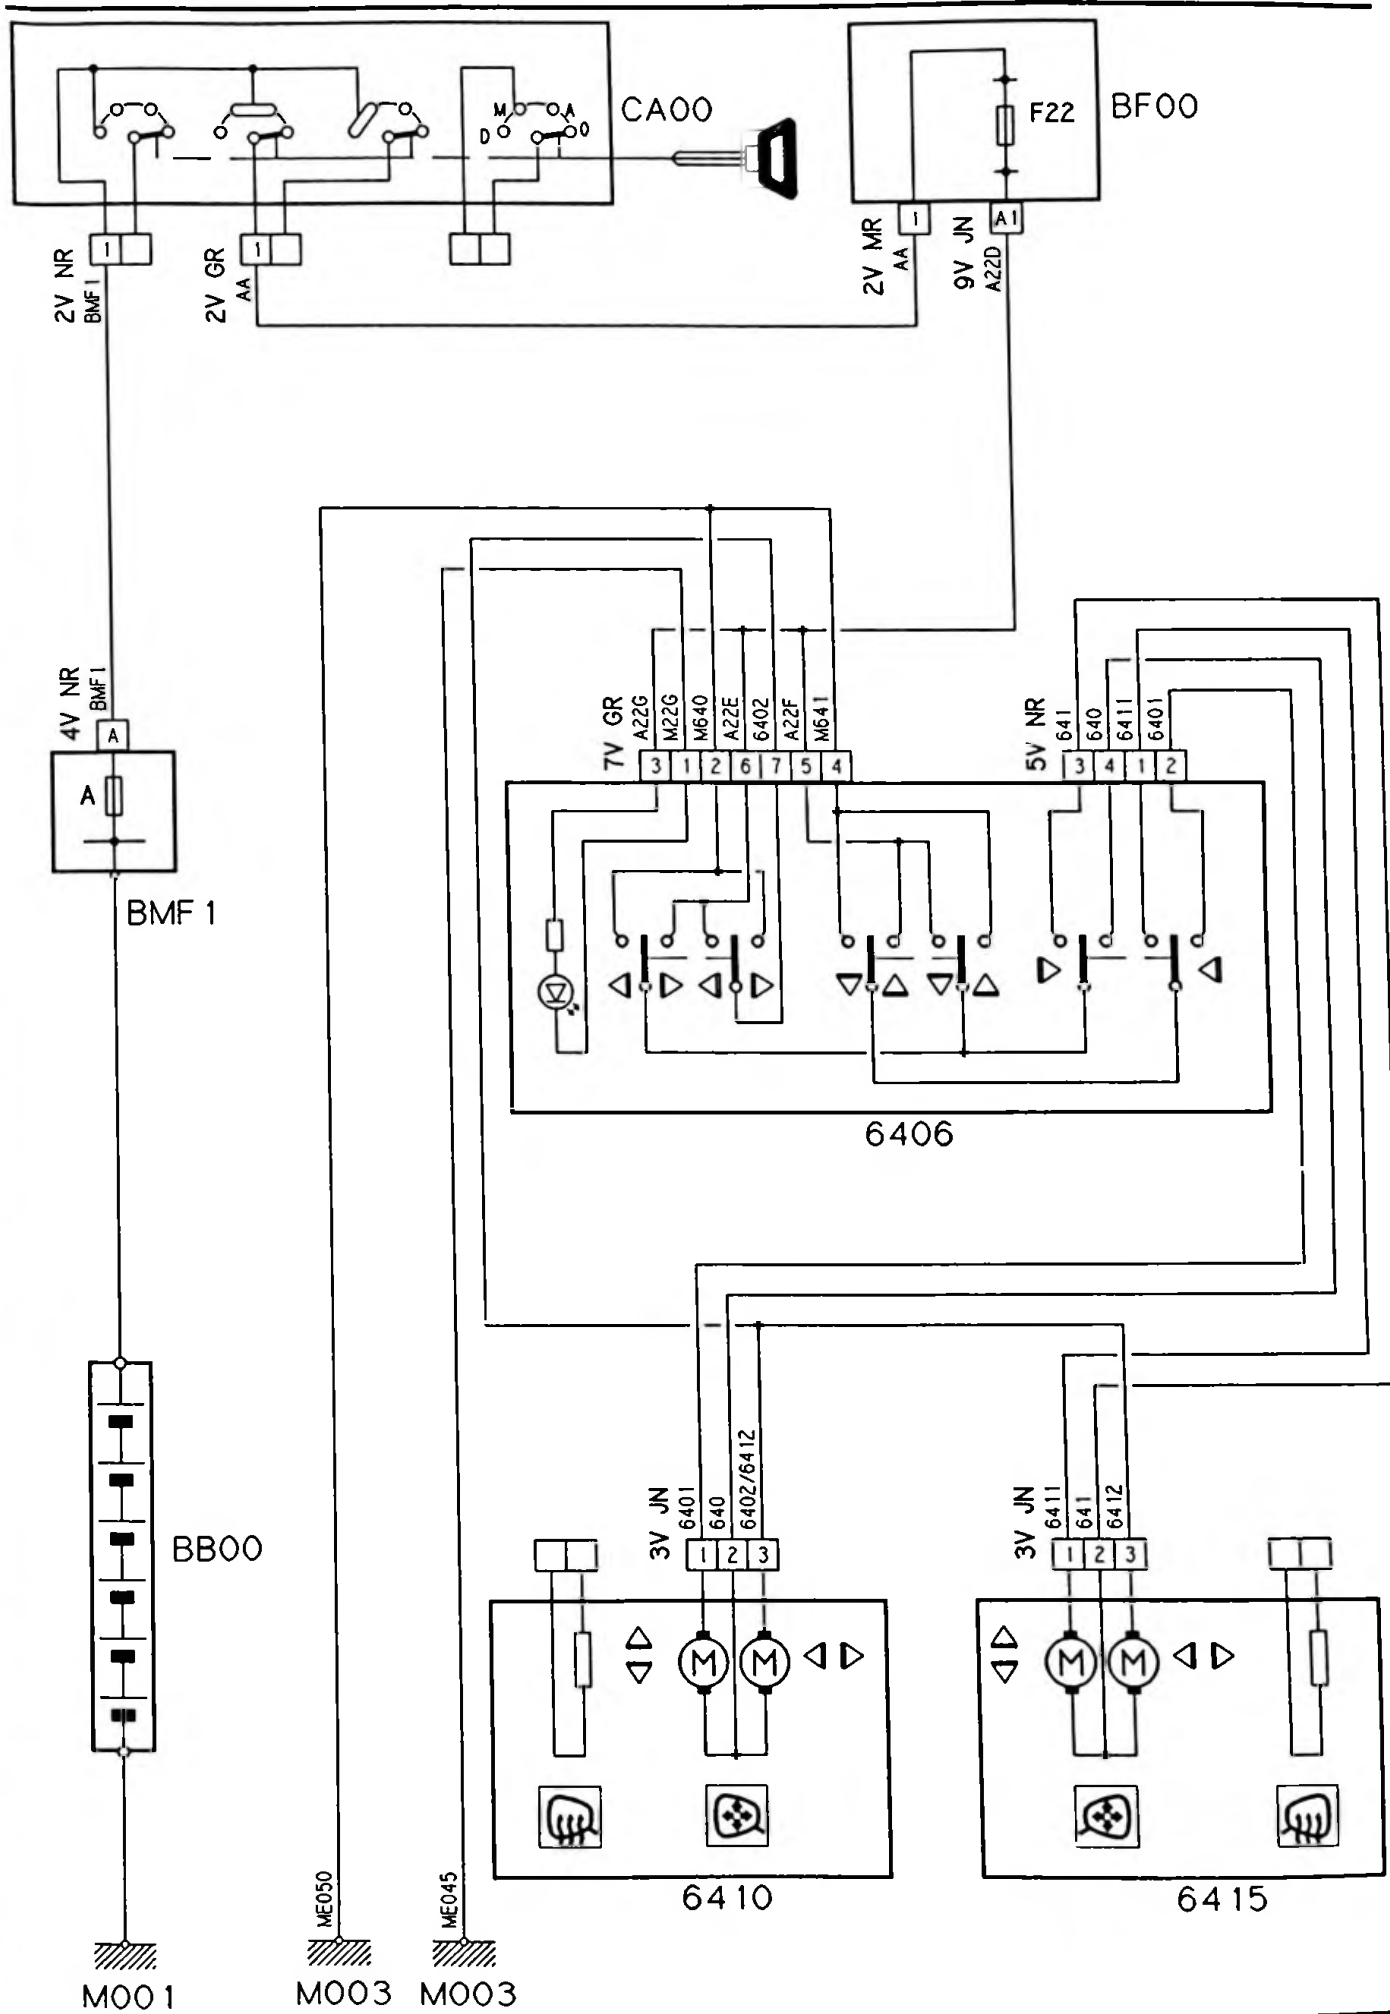 CA00
M
A
D
O
F22
BF00
1
1
1
A1
2V NR
BMF1
2V GR
AA
2V MR
AA
9V JN
A22D
4V NR
BMF1
A
A
BMF1
7V GR
A22G
M22G
M640
A22E
6402
A22F
M641
3 1 2 6 7 5 4
5V NR
641
640
6411
6401
3 4 1 2
6406
BB00
3V JN
6401
640
6402/6412
1 2 3
3V JN
6411
641
6412
1 2 3
M M
M M
6410
6415
ME050
ME045
M001
M003
M003